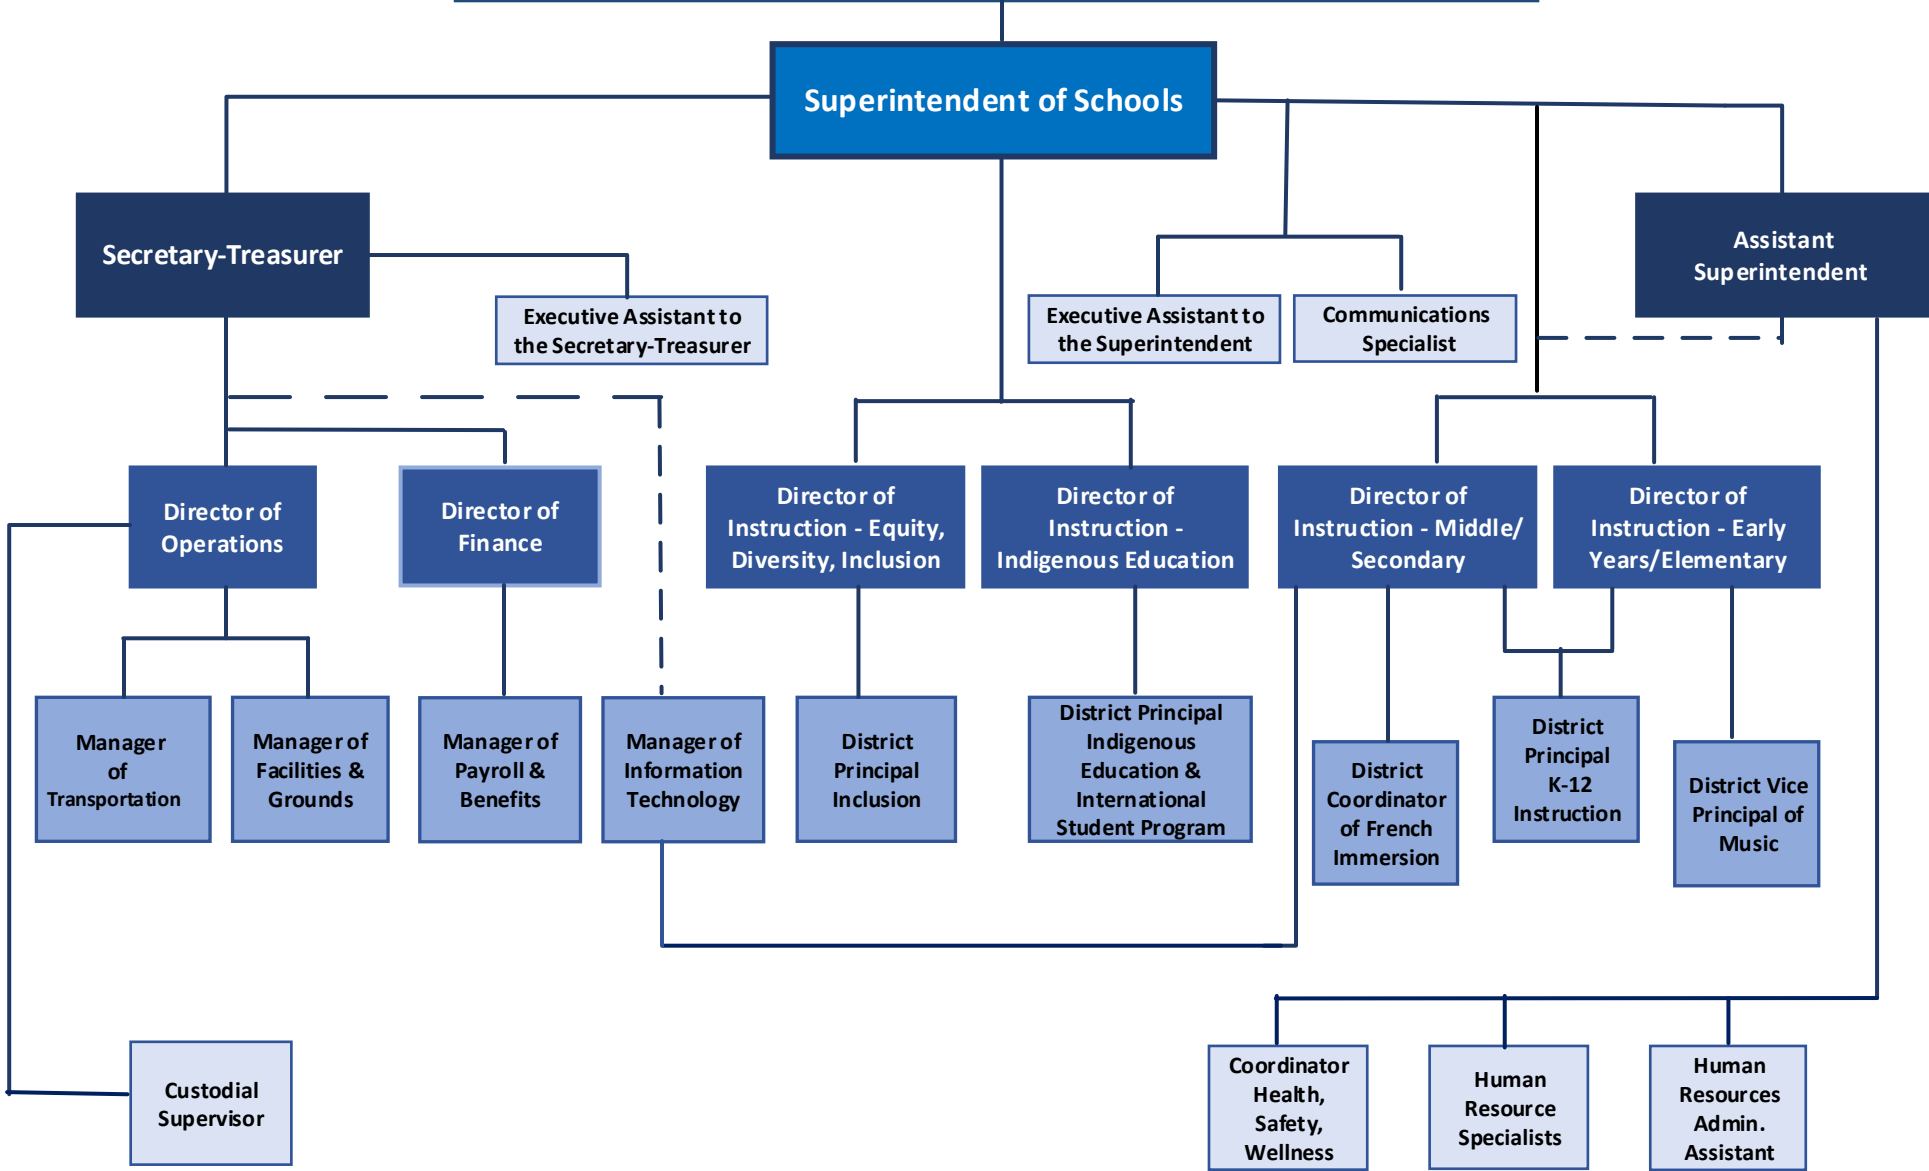 Superintendent of Schools
Secretary-Treasurer
Assistant
Superintendent
Executive Assistant to
the Secretary-Treasurer
Executive Assistant to
the Superintendent
Communications
Specialist
Director of
Operations
Director of
Finance
Director of
Instruction - Equity,
Diversity, Inclusion
Director of
Instruction -
Indigenous Education
Director of
Instruction - Middle/
Secondary
Director of
Instruction - Early
Years/Elementary
Manager
of
Transportation
Manager of
Facilities &
Grounds
Manager of
Payroll &
Benefits
Manager of
Information
Technology
District
Principal
Inclusion
District Principal
Indigenous
Education &
International
Student Program
District
Coordinator
of French
Immersion
District
Principal
K-12
Instruction
District Vice
Principal of
Music
Custodial
Supervisor
Coordinator
Health,
Safety,
Wellness
Human
Resource
Specialists
Human
Resources
Admin.
Assistant